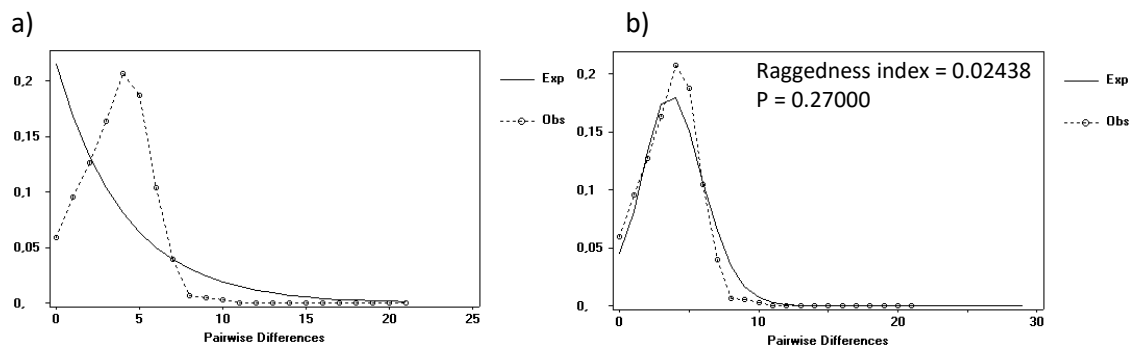 a)
0,2
0,15
0,1
0,05
0,
0 5 10 15 20 25
Pairwise Differences
Exp
Obs
b)
Raggedness index = 0.02438
P = 0.27000
0,2
0,15
0,1
0,05
0,
0 10 20 30
Pairwise Differences
Exp
Obs